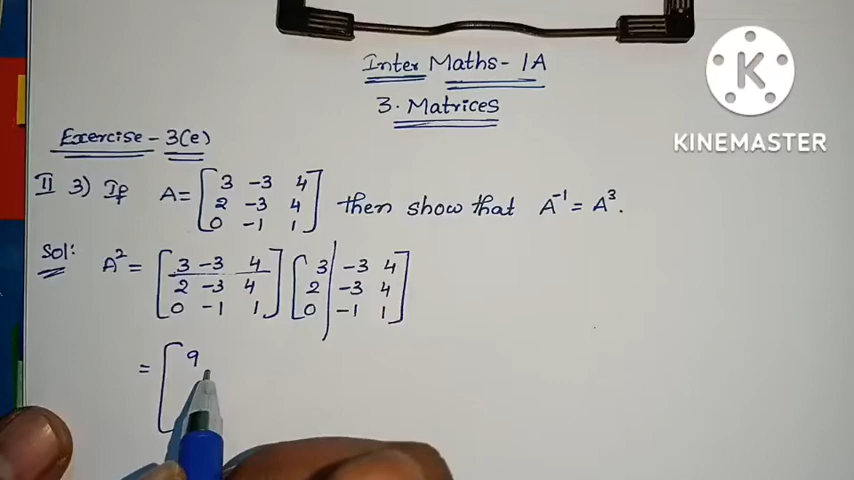 Inter Maths - 1A
3. Matrices
K
KINEMASTER
Exercise - 3(e)
II 3) If A = [3 -3 4
2 -3 4
0 -1 1] then show that A⁻¹ = A³.
Sol: A² = [3 -3 4 [3 -3 4
2 -3 4 2 -3 4
0 -1 1] 0 -1 1]
= [9